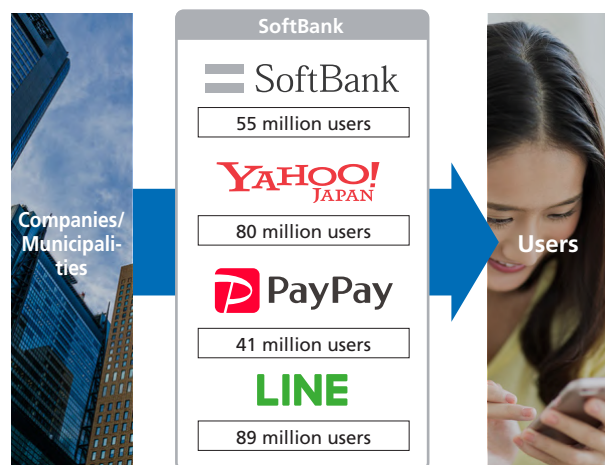 SoftBank
SoftBank
55 million users
YAHOO!
JAPAN
80 million users
PayPay
41 million users
LINE
89 million users
Companies/
Municipali-
ties
Users